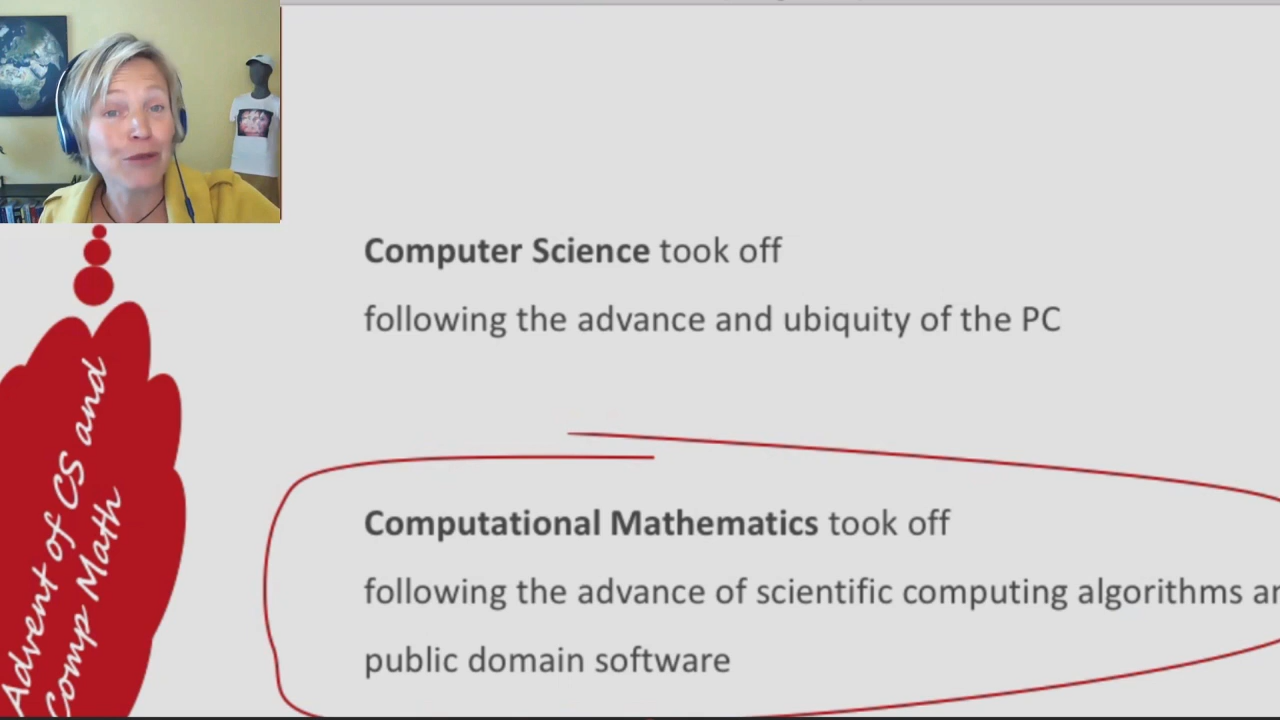 Computer Science took off
following the advance and ubiquity of the PC
Advent of CS and
Comp Math
Computational Mathematics took off
following the advance of scientific computing algorithms
public domain software